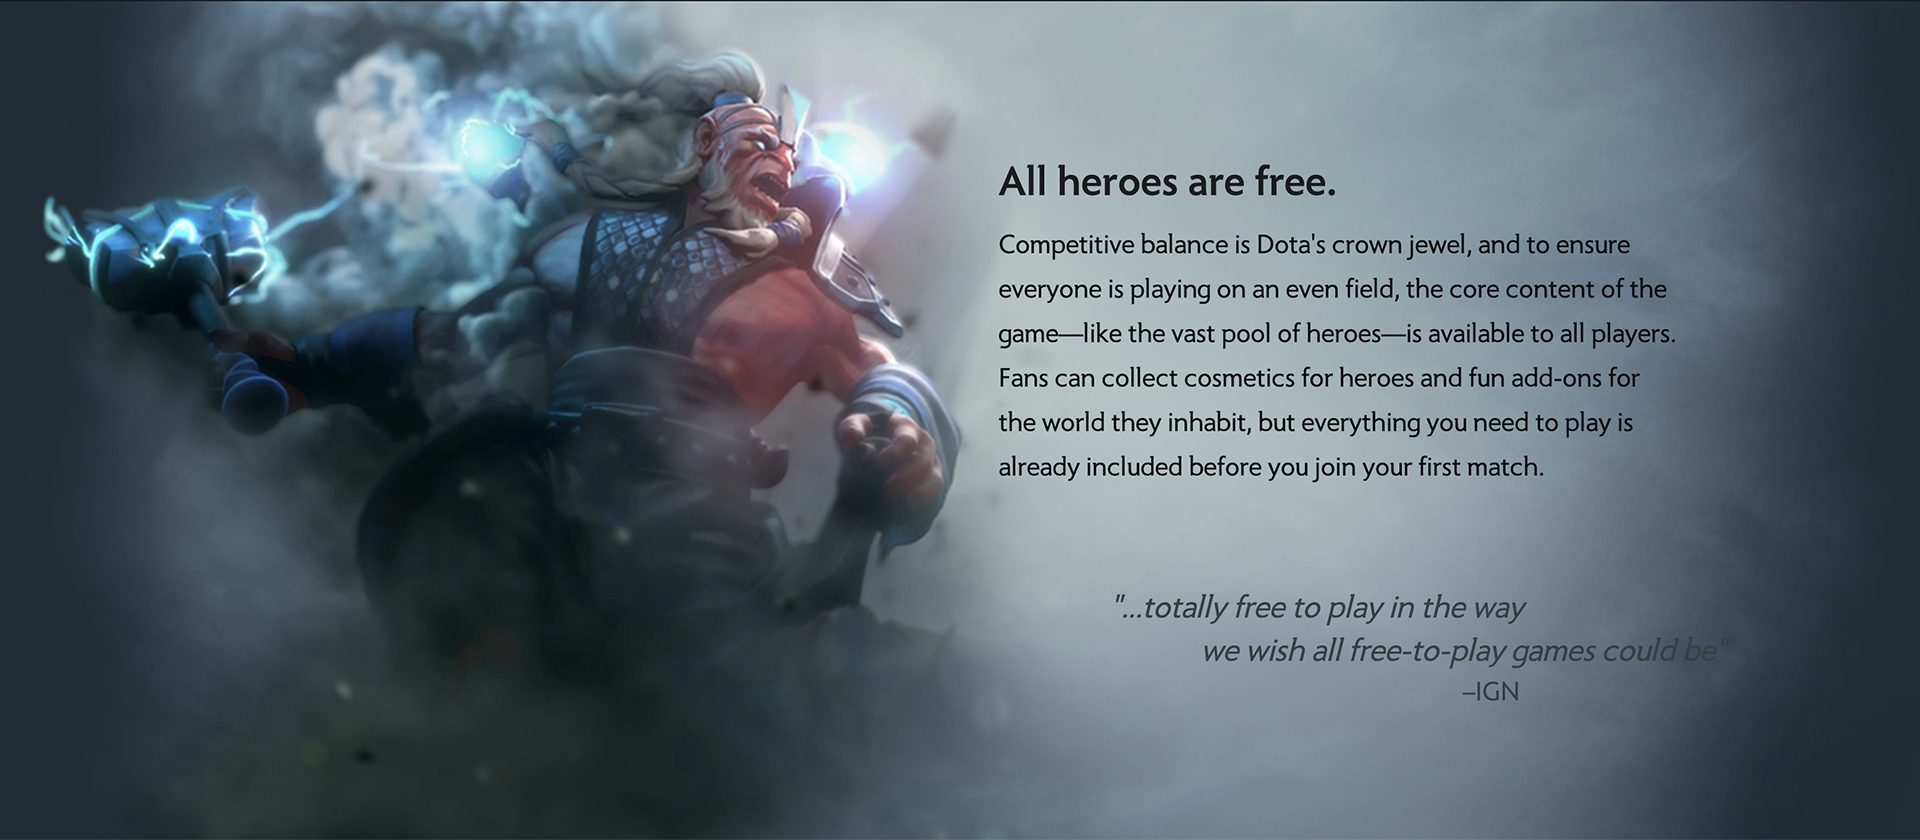 All heroes are free.
Competitive balance is Dota's crown jewel, and to ensure
everyone is playing on an even field, the core content of the
game—like the vast pool of heroes—is available to all players.
Fans can collect cosmetics for heroes and fun add-ons for
the world they inhabit, but everything you need to play is
already included before you join your first match.
"...totally free to play in the way
we wish all free-to-play games could be"
–IGN